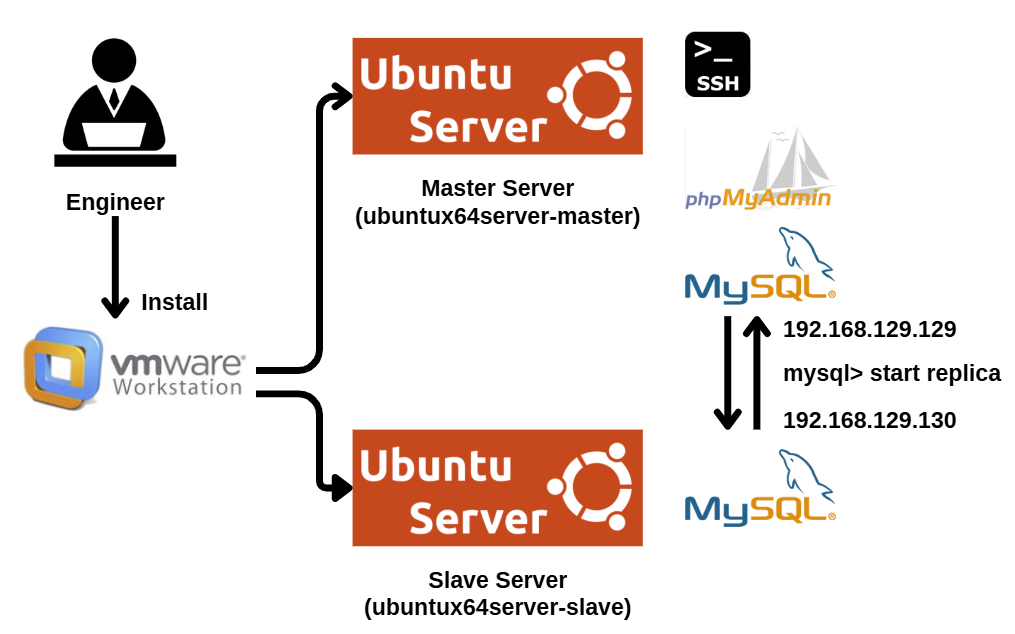 Engineer
Install
vmware®
Workstation
Ubuntu
Server
Master Server
(ubuntux64server-master)
Ubuntu
Server
Slave Server
(ubuntux64server-slave)
>_
SSH
phpMyAdmin
MySQL®
192.168.129.129
mysql> start replica
192.168.129.130
MySQL®